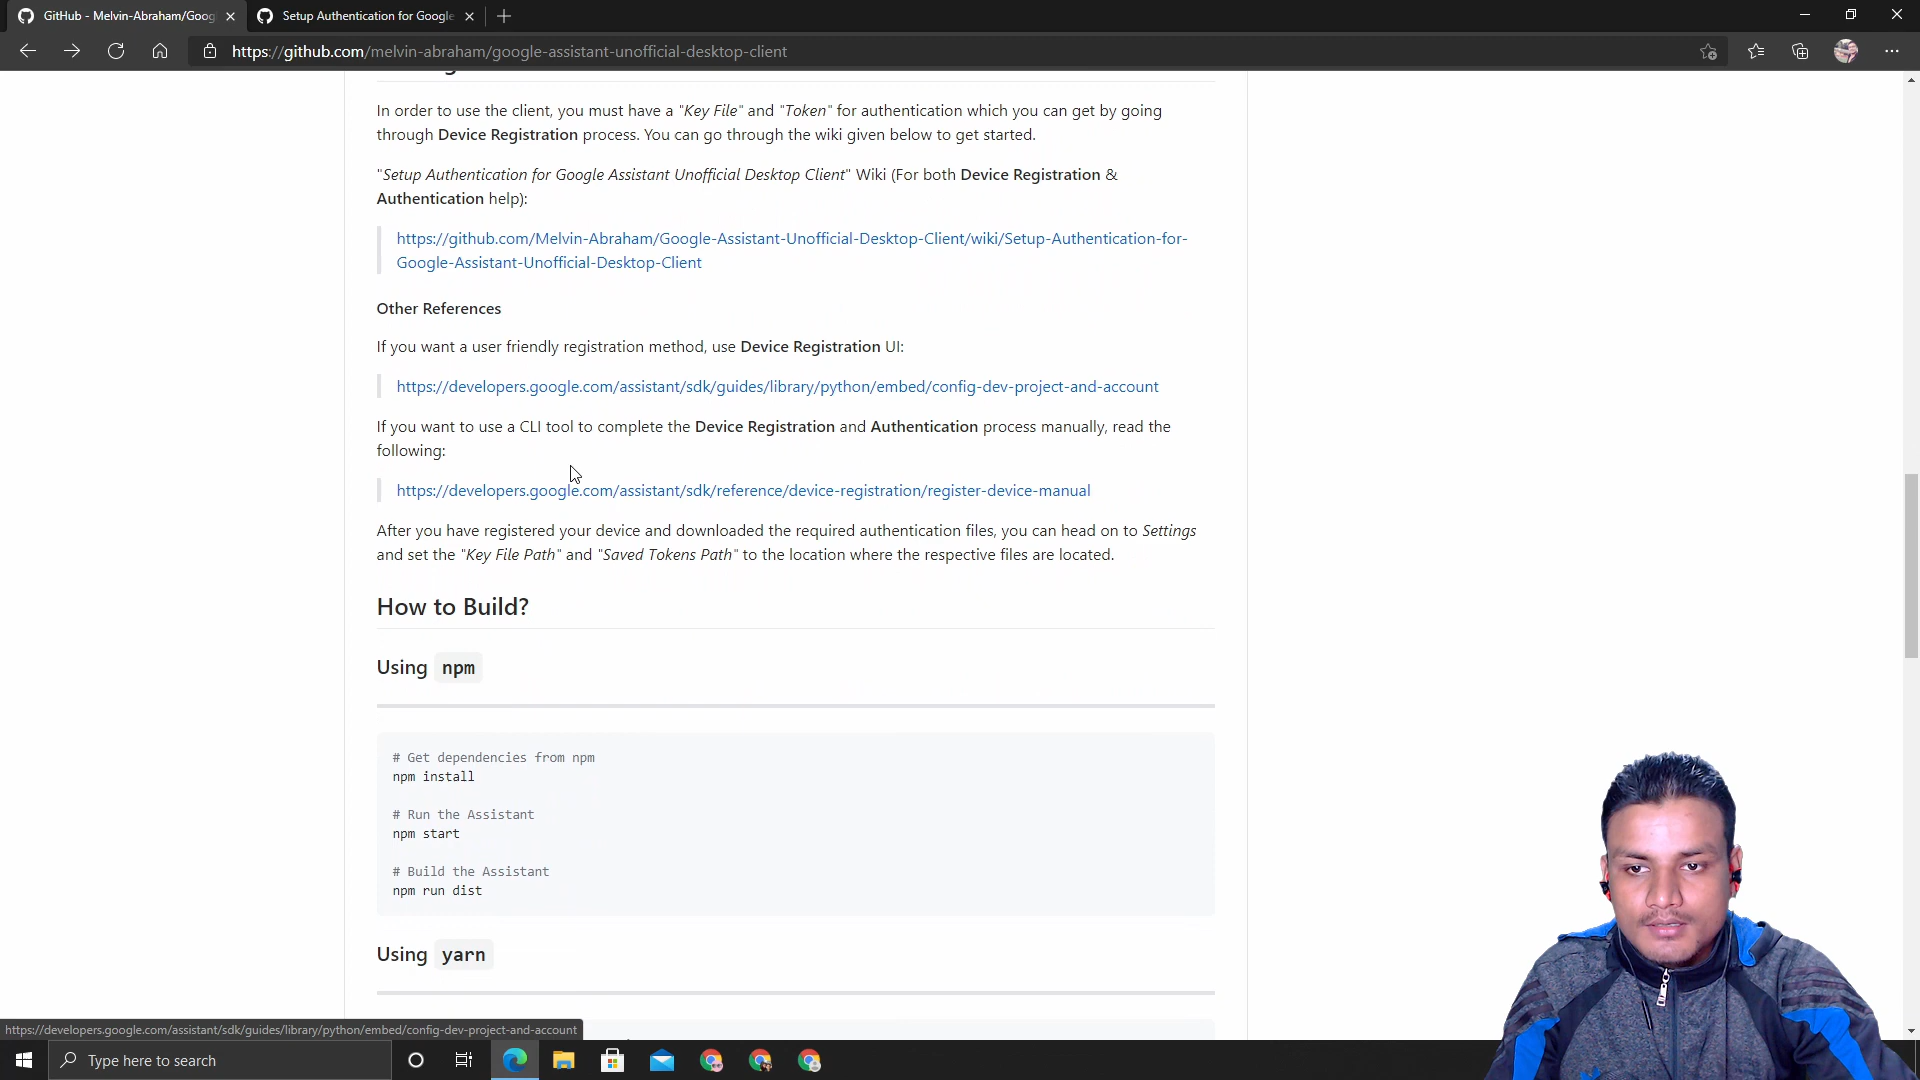 GitHub - Melvin-Abraham/Goog
Setup Authentication for Google
https://github.com/melvin-abraham/google-assistant-unofficial-desktop-client
In order to use the client, you must have a "Key File" and "Token" for authentication which you can get by going
through Device Registration process. You can go through the wiki given below to get started.
"Setup Authentication for Google Assistant Unofficial Desktop Client" Wiki (For both Device Registration &
Authentication help):
https://github.com/Melvin-Abraham/Google-Assistant-Unofficial-Desktop-Client/wiki/Setup-Authentication-for-
Google-Assistant-Unofficial-Desktop-Client
Other References
If you want a user friendly registration method, use Device Registration UI:
https://developers.google.com/assistant/sdk/guides/library/python/embed/config-dev-project-and-account
If you want to use a CLI tool to complete the Device Registration and Authentication process manually, read the
following:
https://developers.google.com/assistant/sdk/reference/device-registration/register-device-manual
After you have registered your device and downloaded the required authentication files, you can head on to Settings
and set the "Key File Path" and "Saved Tokens Path" to the location where the respective files are located.
How to Build?
Using npm
# Get dependencies from npm
npm install
# Run the Assistant
npm start
# Build the Assistant
npm run dist
Using yarn
https://developers.google.com/assistant/sdk/guides/library/python/embed/config-dev-project-and-account
Type here to search